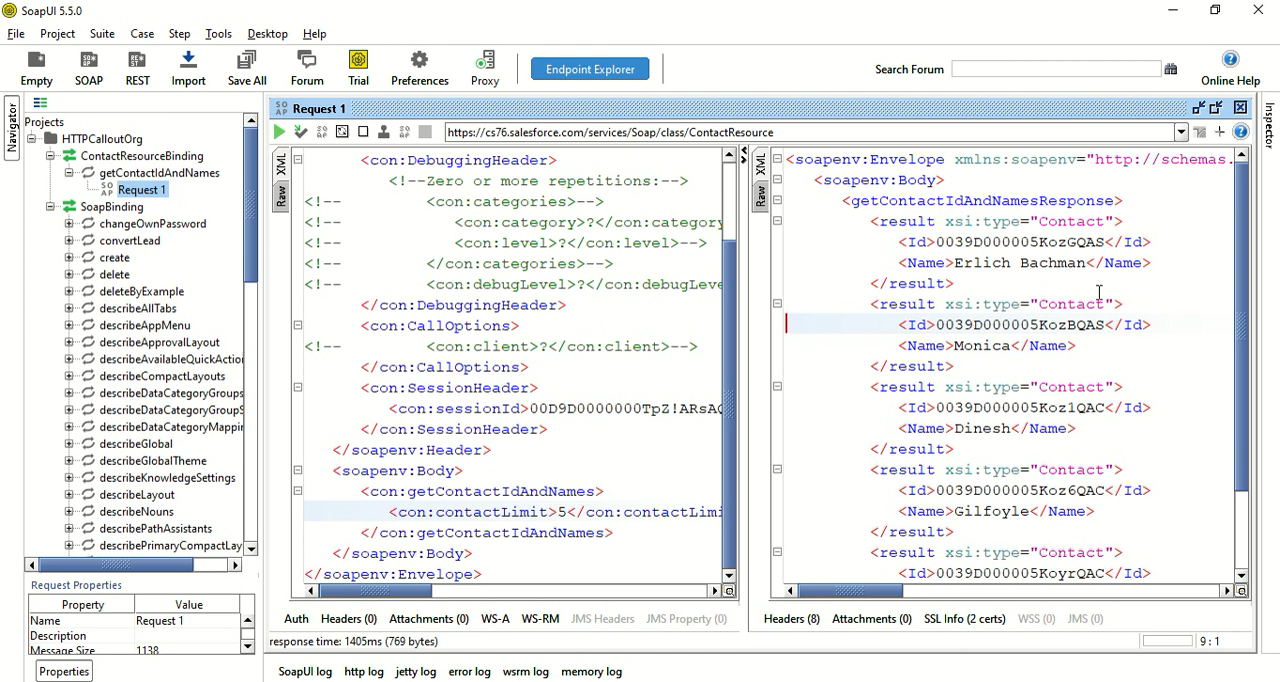 SoapUI 5.5.0
File Project Suite Case Step Tools Desktop Help
Empty SOAP REST Import Save All Forum Trial Preferences Proxy Endpoint Explorer Search Forum Online Help
Navigator
Projects
HTTPCalloutOrg
ContactResourceBinding
getContactIdAndNames
Request 1
SoapBinding
changeOwnPassword
convertLead
create
delete
deleteByExample
describeAllTabs
describeAppMenu
describeApprovalLayout
describeAvailableQuickActio
describeCompactLayouts
describeDataCategoryGroups
describeDataCategoryGroupS
describeDataCategoryMappi
describeGlobal
describeGlobalTheme
describeKnowledgeSettings
describeLayout
describeNouns
describePathAssistants
describePrimaryCompactLay
Request Properties
Property Value
Name Request 1
Description
Message Size 1138
Properties
Request 1
https://cs76.salesforce.com/services/Soap/class/ContactResource
XML
Raw
<con:DebuggingHeader>
<!--Zero or more repetitions:-->
<!-- <con:categories>-->
<!-- <con:category>?</con:category
<!-- <con:level>?</con:level>-->
<!-- </con:categories>-->
<!-- <con:debugLevel>?</con:debugLeve
</con:DebuggingHeader>
<con:CallOptions>
<!-- <con:client>?</con:client>-->
</con:CallOptions>
<con:SessionHeader>
<con:sessionId>00D9D0000000TpZ!ARsAQ
</con:SessionHeader>
</soapenv:Header>
<soapenv:Body>
<con:getContactIdAndNames>
<con:contactLimit>5</con:contactLimi
</con:getContactIdAndNames>
</soapenv:Body>
</soapenv:Envelope>
Auth Headers (0) Attachments (0) WS-A WS-RM JMS Headers JMS Property (0)
XML
Raw
<soapenv:Envelope xmlns:soapenv="http://schemas.
<soapenv:Body>
<getContactIdAndNamesResponse>
<result xsi:type="Contact">
<Id>0039D000005KozGQAS</Id>
<Name>Erlich Bachman</Name>
</result>
<result xsi:type="Contact">
<Id>0039D000005KozBQAS</Id>
<Name>Monica</Name>
</result>
<result xsi:type="Contact">
<Id>0039D000005Koz1QAC</Id>
<Name>Dinesh</Name>
</result>
<result xsi:type="Contact">
<Id>0039D000005Koz6QAC</Id>
<Name>Gilfoyle</Name>
</result>
<result xsi:type="Contact">
<Id>0039D000005KoyrQAC</Id>
Headers (8) Attachments (0) SSL Info (2 certs) WSS (0) JMS (0)
response time: 1405ms (769 bytes) 9 : 1
SoapUI log http log jetty log error log wsrm log memory log
Inspector